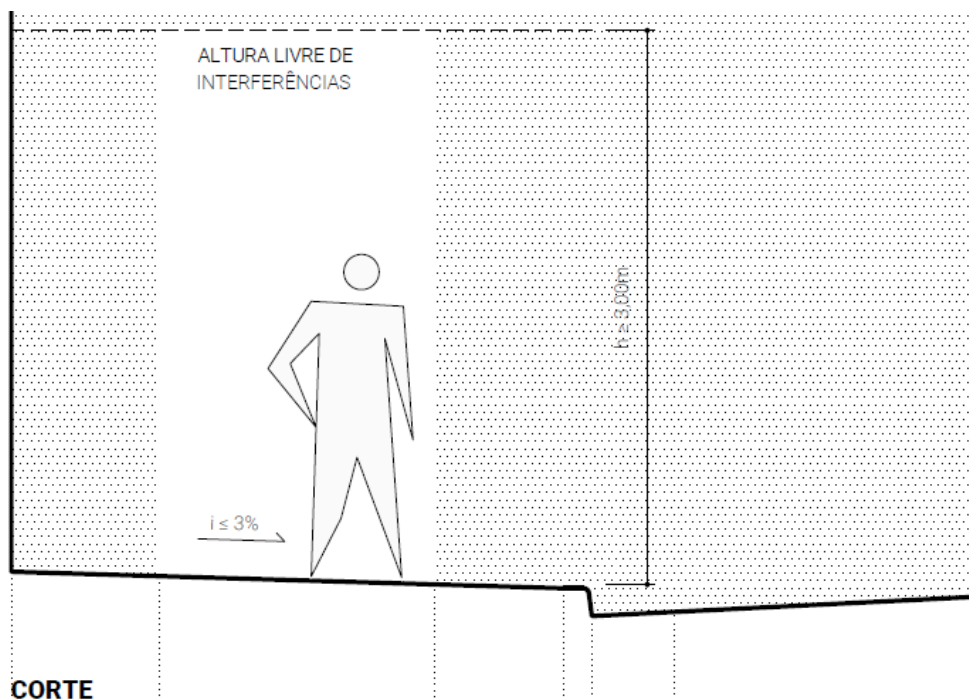 ALTURA LIVRE DE
INTERFERÊNCIAS
h ≥ 3,00m
i ≤ 3%
CORTE